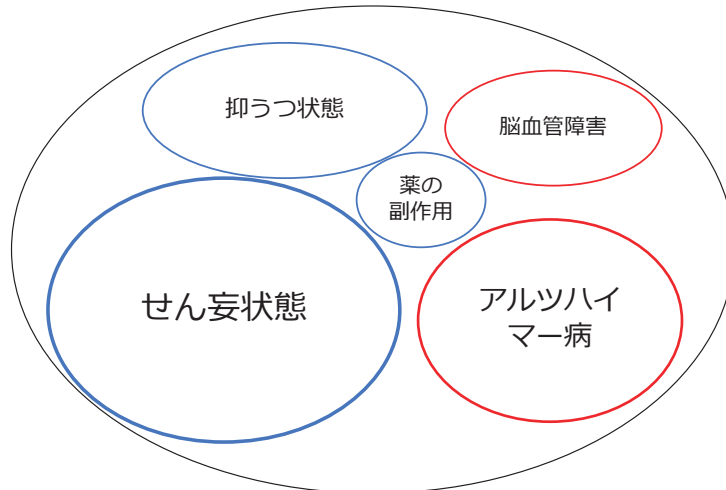 抑うつ状態
脳血管障害
薬の
副作用
せん妄状態
アルツハイ
マー病